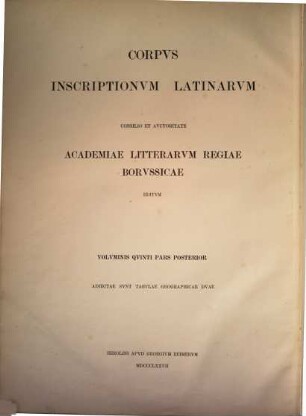 CORPVS
INSCRIPTIONVM LATINARVM
CONSILIO ET AVCTORITATE
ACADEMIAE LITTERARVM REGIAE
BORVSSICAE
EDITVM
VOLVMINIS QVINTI PARS POSTERIOR
ADIECTAE SVNT TABVLAE GEOGRAPHICAE DVAE
BEROLINI APVD GEORGIVM REIMERVM
MDCCCLXXVII